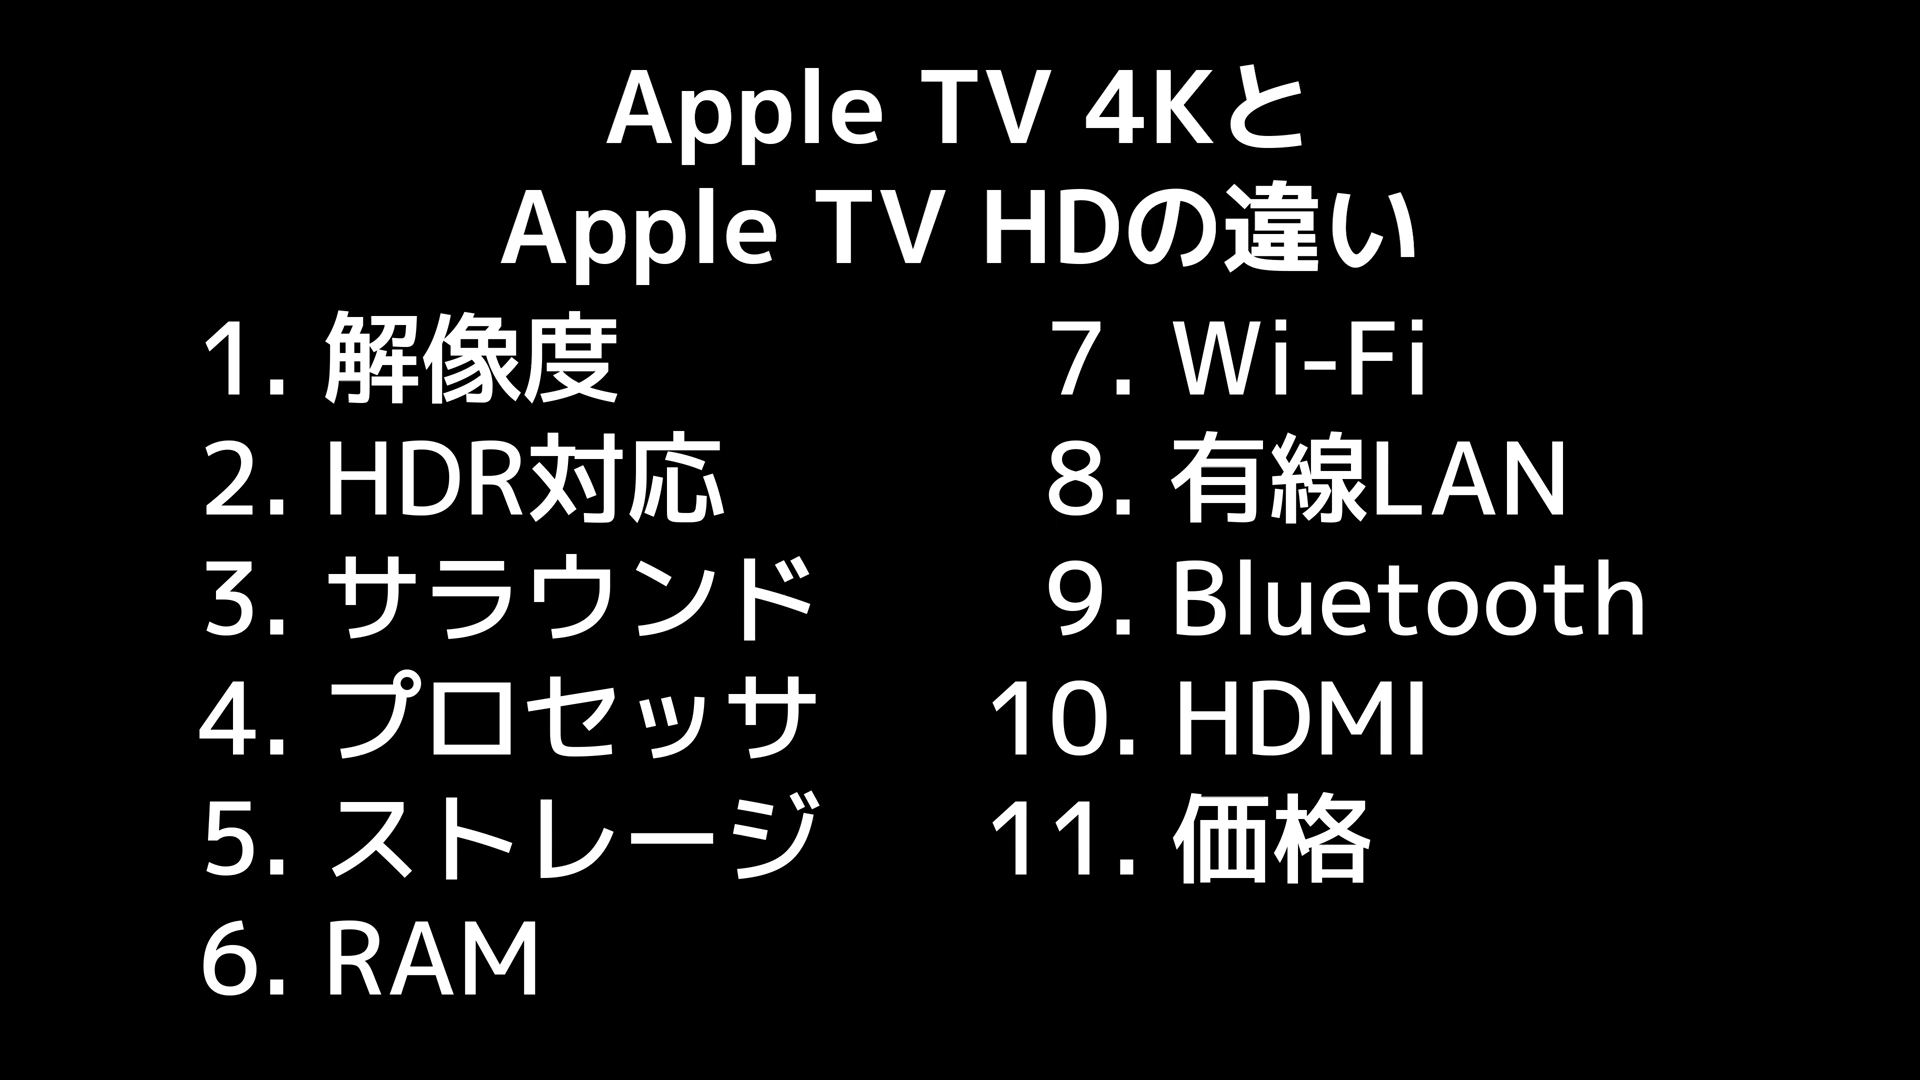 Apple TV 4Kと
Apple TV HDの違い
1. 解像度
2. HDR対応
3. サラウンド
4. プロセッサ
5. ストレージ
6. RAM
7. Wi-Fi
8. 有線LAN
9. Bluetooth
10. HDMI
11. 価格